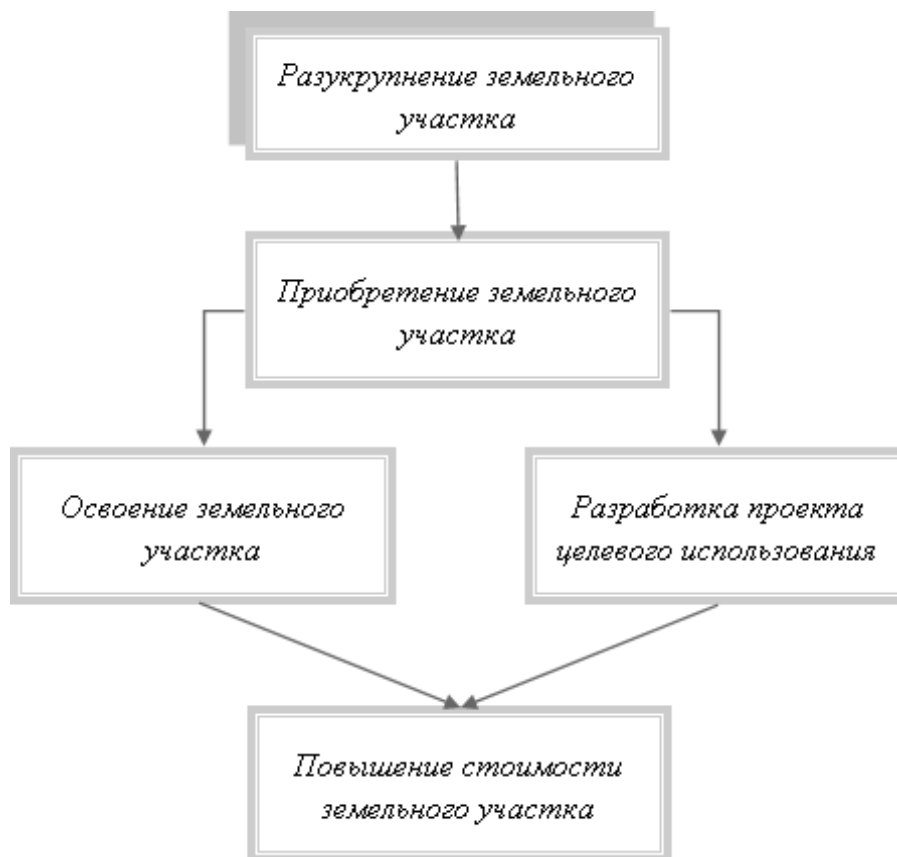 Разукрупнение земельного
участка
Приобретение земельного
участка
Освоение земельного
участка
Разработка проекта
целевого использования
Повышение стоимости
земельного участка